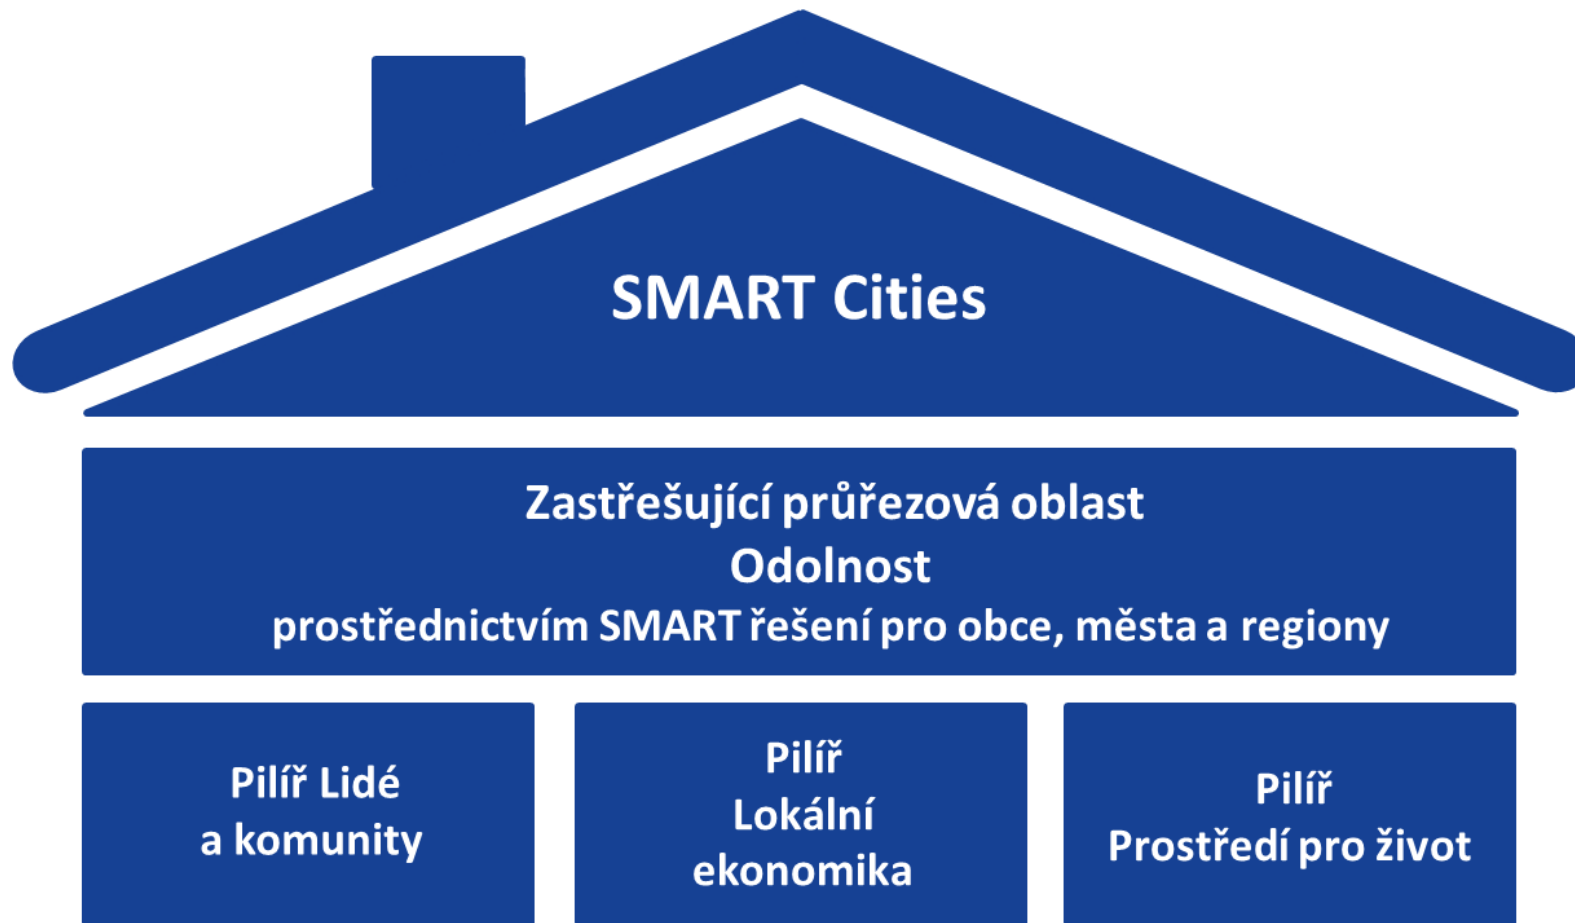 SMART Cities
Zastřešující průřezová oblast
Odolnost
prostřednictvím SMART řešení pro obce, města a regiony
Pilíř Lidé
a komunity
Pilíř
Lokální
ekonomika
Pilíř
Prostředí pro život